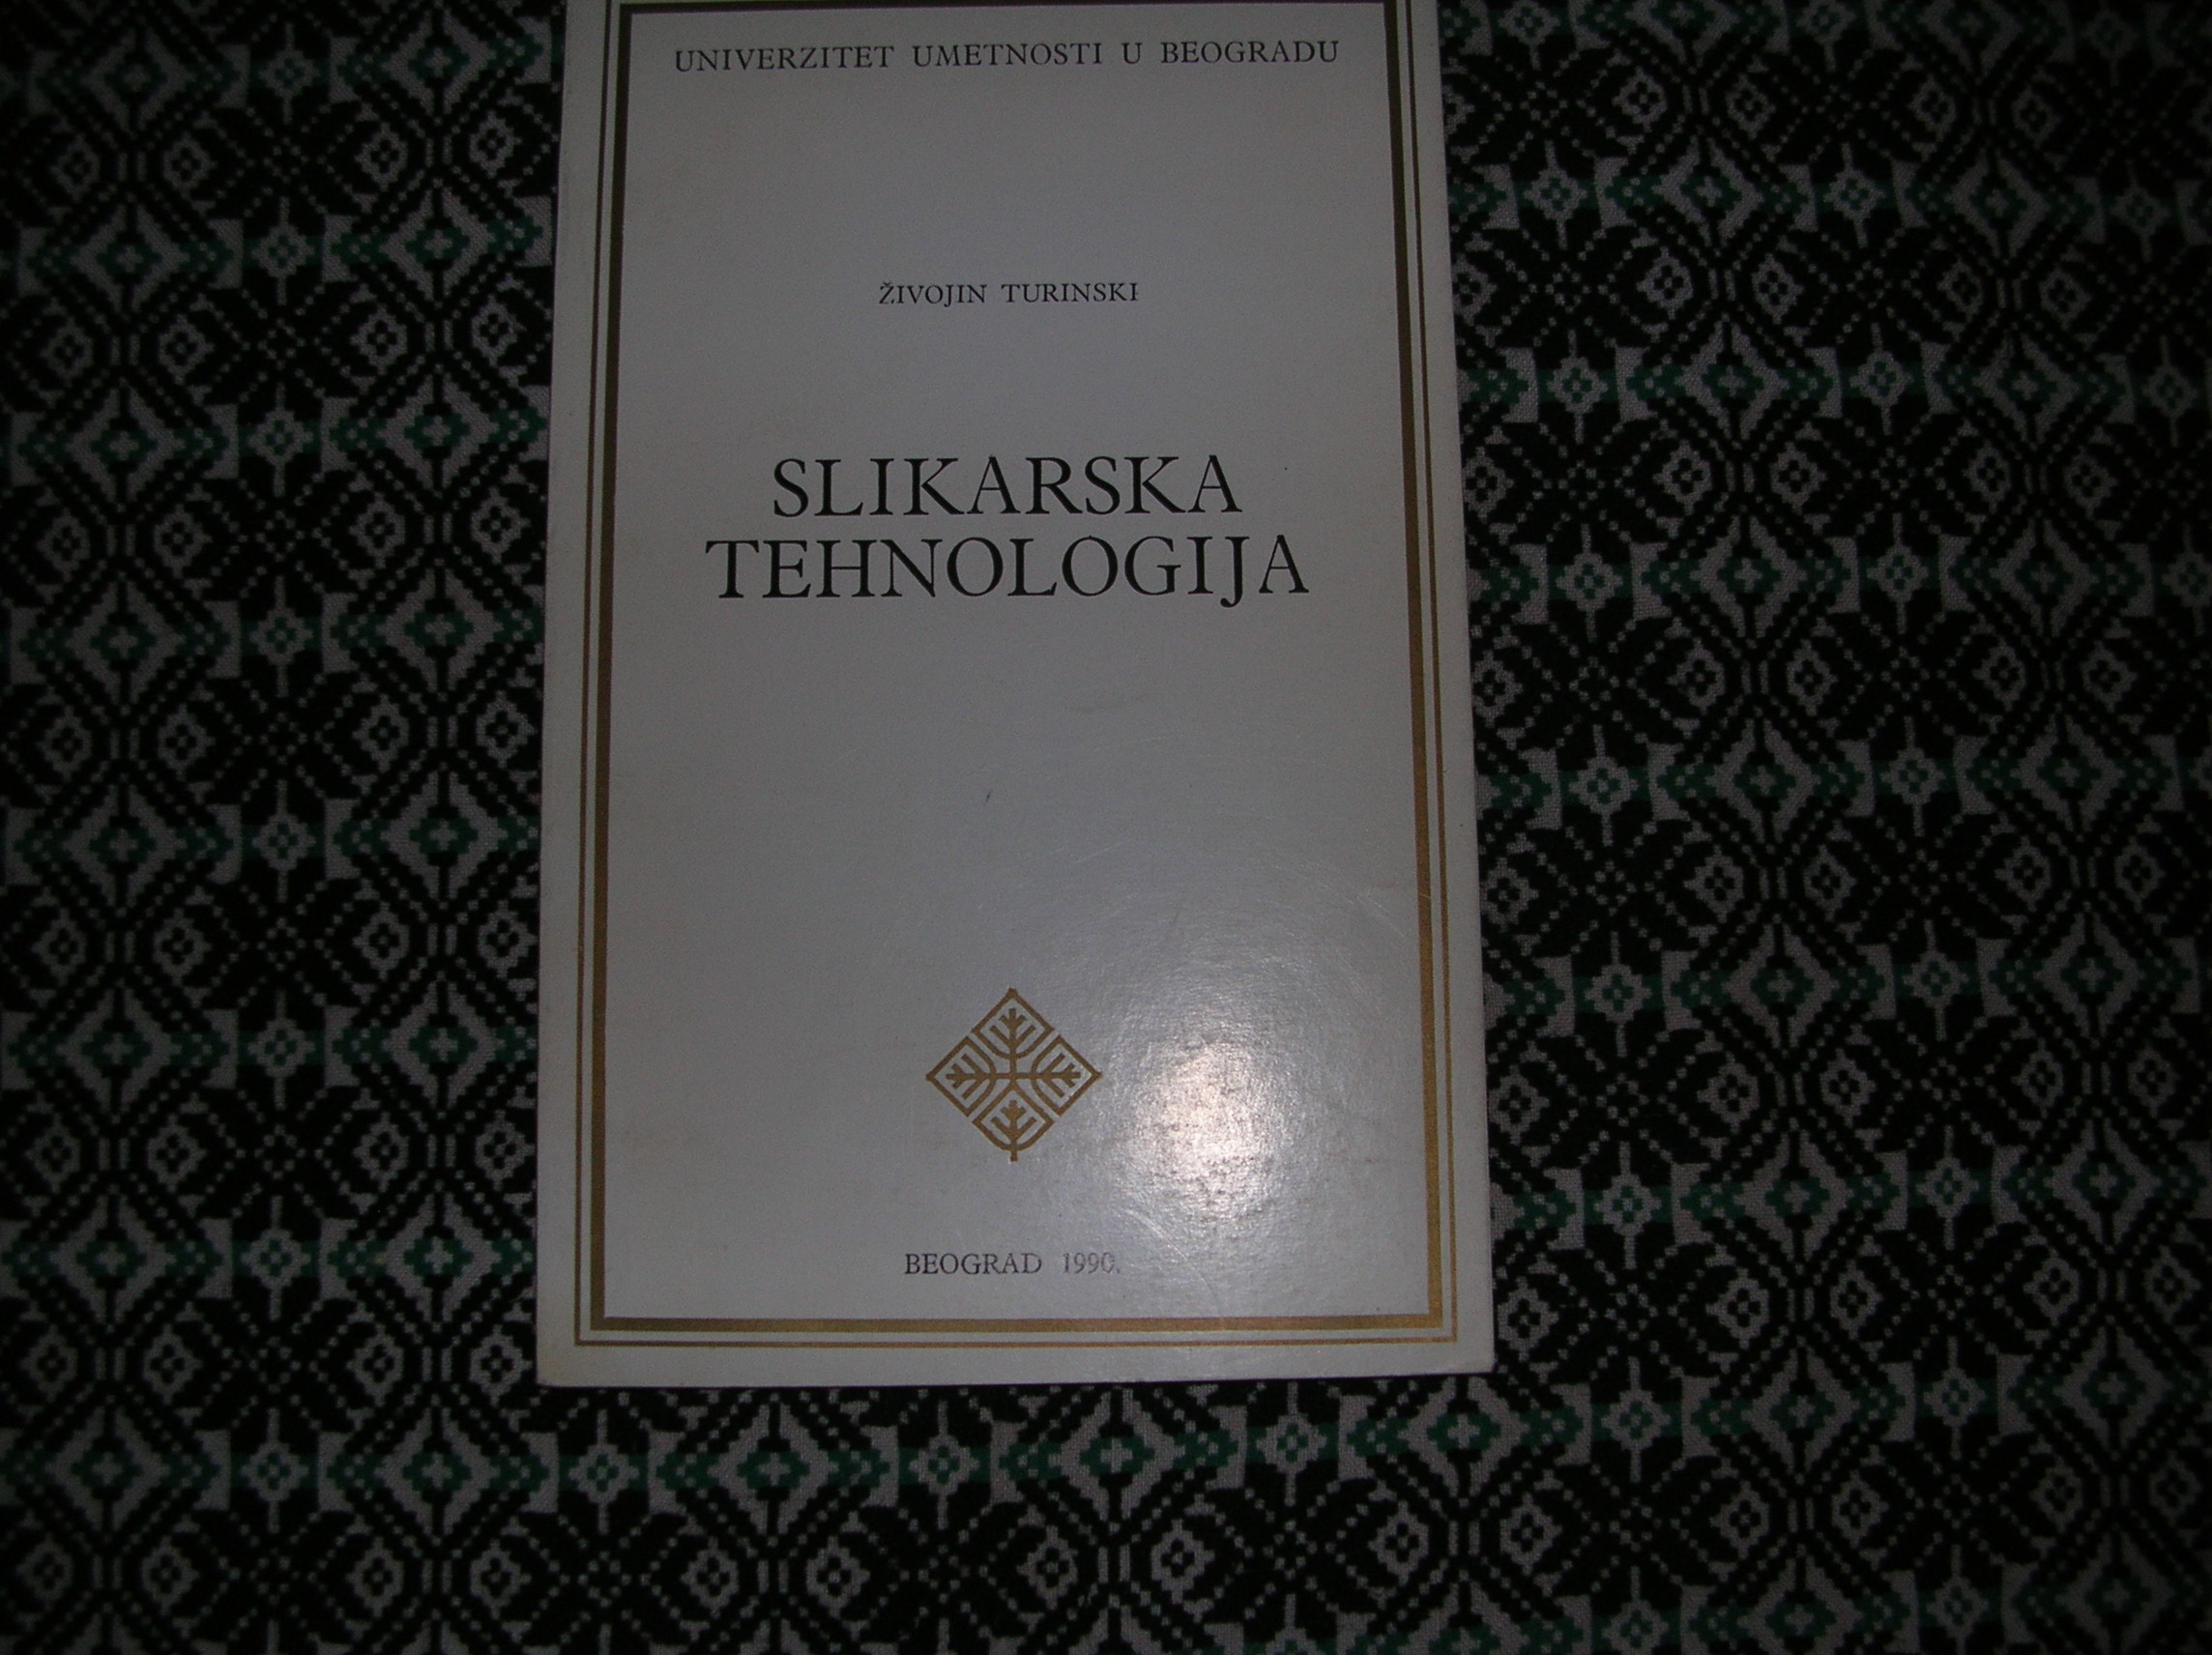 UNIVERZITET UMETNOSTI U BEOGRADU
ŽIVOJIN TURINSKI
SLIKARSKA
TEHNOLOGIJA
BEOGRAD 1990.